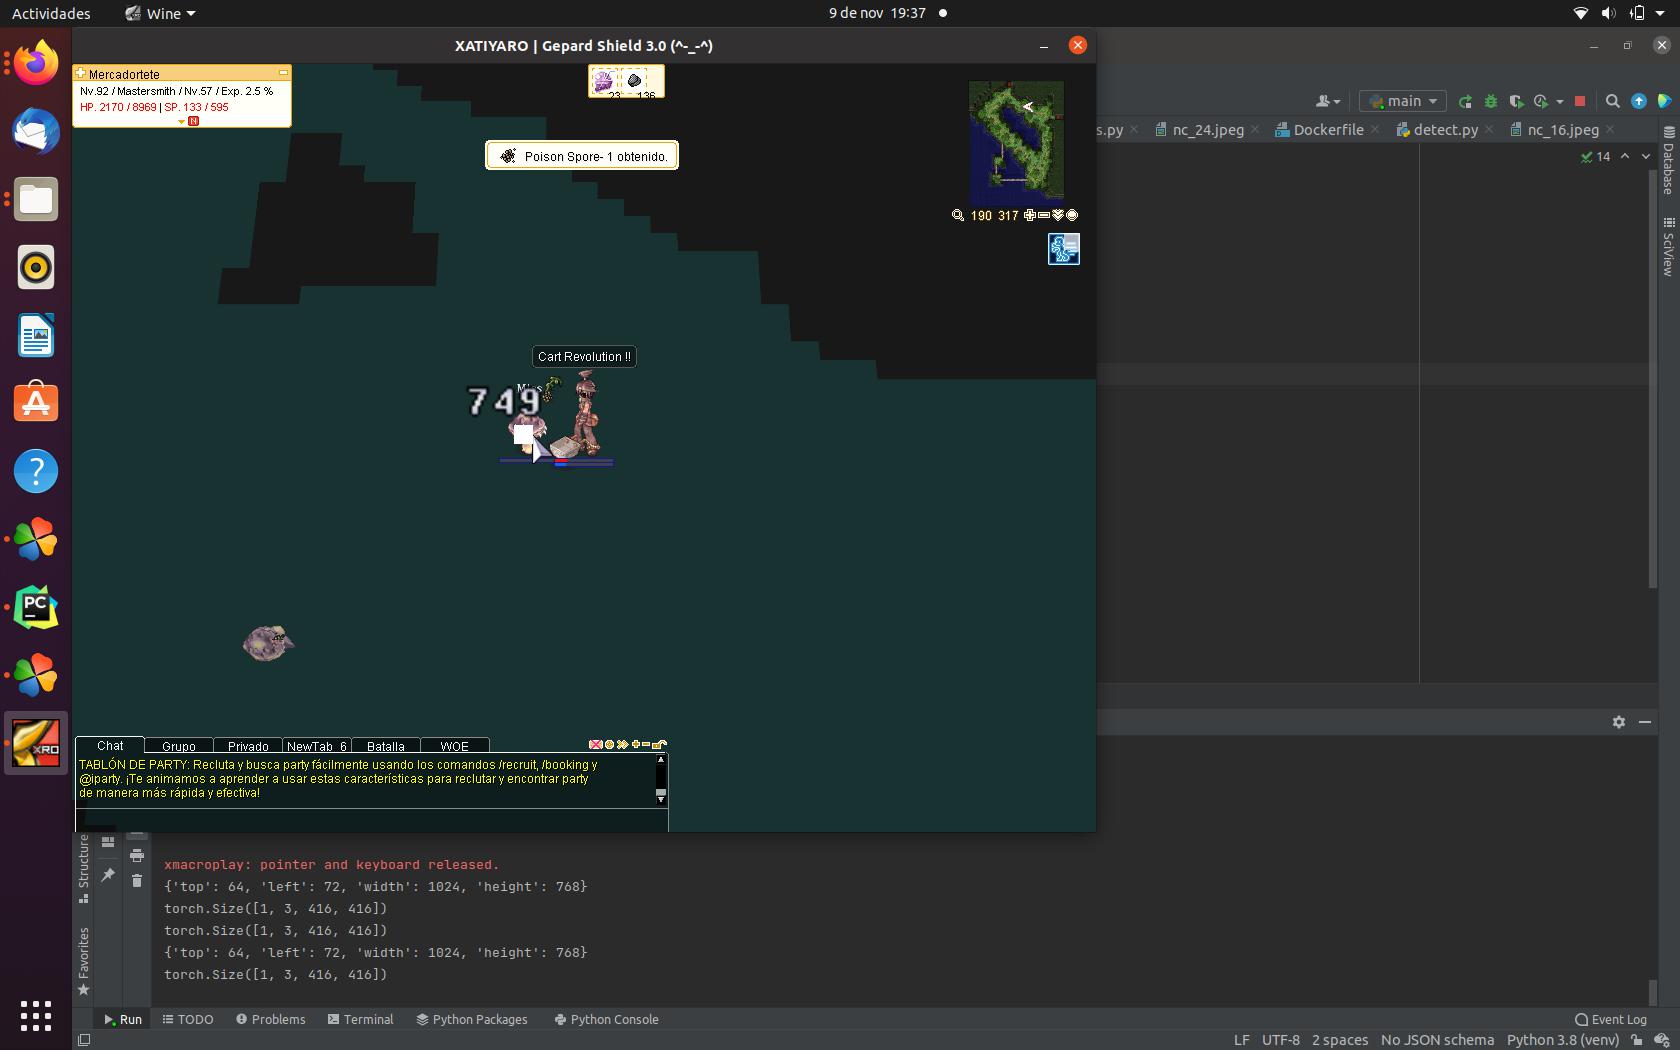 Actividades
Wine
9 de nov 19:37
XATIYARO | Gepard Shield 3.0 (^-_-^)
Mercadortete
Nv.92 / Mastersmith / Nv.57 / Exp. 2.5 %
HP. 2170 / 8969 | SP. 133 / 595
N
23
136
Poison Spore- 1 obtenido.
190 317
main
s.py
nc_24.jpeg
Dockerfile
detect.py
nc_16.jpeg
14
Database
SciView
Cart Revolution !!
749
PC
XRO
Chat
Grupo
Privado
NewTab_6
Batalla
WOE
TABLÓN DE PARTY: Recluta y busca party fácilmente usando los comandos /recruit, /booking y
@iparty. ¡Te animamos a aprender a usar estas características para reclutar y encontrar party
de manera más rápida y efectiva!
Structure
Favorites
xmacroplay: pointer and keyboard released.
{'top': 64, 'left': 72, 'width': 1024, 'height': 768}
torch.Size([1, 3, 416, 416])
torch.Size([1, 3, 416, 416])
{'top': 64, 'left': 72, 'width': 1024, 'height': 768}
torch.Size([1, 3, 416, 416])
Run
TODO
Problems
Terminal
Python Packages
Python Console
Event Log
LF
UTF-8
2 spaces
No JSON schema
Python 3.8 (venv)